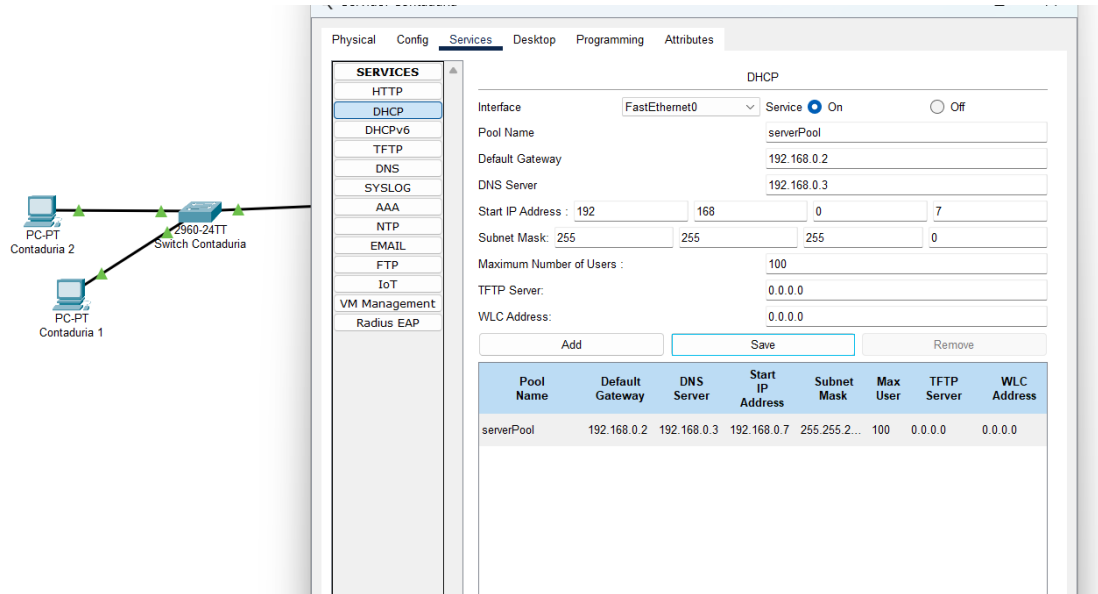 Physical Config Services Desktop Programming Attributes
SERVICES
HTTP
DHCP
DHCPv6
TFTP
DNS
SYSLOG
AAA
NTP
EMAIL
FTP
IoT
VM Management
Radius EAP
DHCP
Interface FastEthernet0 Service On Off
Pool Name serverPool
Default Gateway 192.168.0.2
DNS Server 192.168.0.3
Start IP Address : 192 168 0 7
Subnet Mask: 255 255 255 0
Maximum Number of Users : 100
TFTP Server: 0.0.0.0
WLC Address: 0.0.0.0
Add Save Remove
Pool Name Default Gateway DNS Server Start IP Address Subnet Mask Max User TFTP Server WLC Address
serverPool 192.168.0.2 192.168.0.3 192.168.0.7 255.255.2... 100 0.0.0.0 0.0.0.0
PC-PT
Contaduria 2
2960-24TT
Switch Contaduria
PC-PT
Contaduria 1